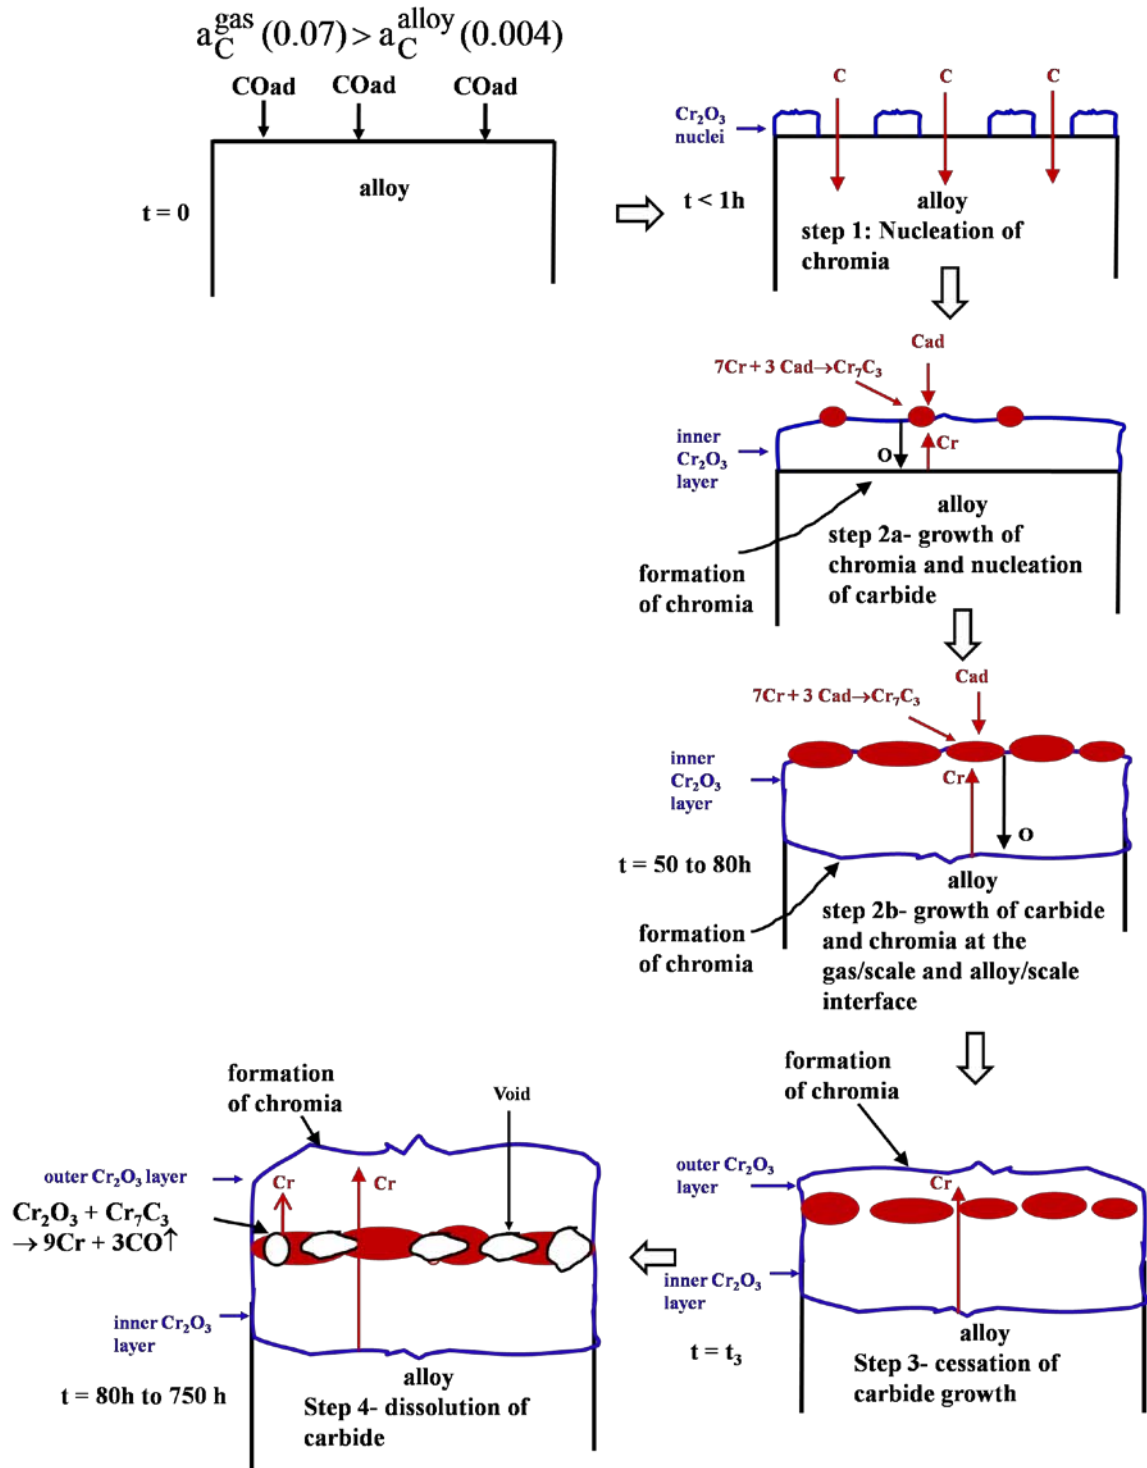 a_C^gas (0.07) > a_C^alloy (0.004)
COad COad COad
alloy
t = 0
C C C
Cr₂O₃
nuclei
t < 1h
alloy
step 1: Nucleation of
chromia
Cad
7Cr + 3 Cad→Cr₇C₃
inner
Cr₂O₃
layer
O
Cr
alloy
step 2a- growth of
chromia and nucleation
of carbide
formation
of chromia
Cad
7Cr + 3 Cad→Cr₇C₃
inner
Cr₂O₃
layer
Cr
O
t = 50 to 80h
alloy
step 2b- growth of carbide
and chromia at the
gas/scale and alloy/scale
interface
formation
of chromia
formation
of chromia
outer Cr₂O₃
layer
Cr
inner Cr₂O₃
layer
alloy
t = t₃
Step 3- cessation of
carbide growth
formation
of chromia
Void
outer Cr₂O₃ layer
Cr
Cr
Cr₂O₃ + Cr₇C₃
→ 9Cr + 3CO↑
inner Cr₂O₃
layer
alloy
t = 80h to 750 h
Step 4- dissolution of
carbide